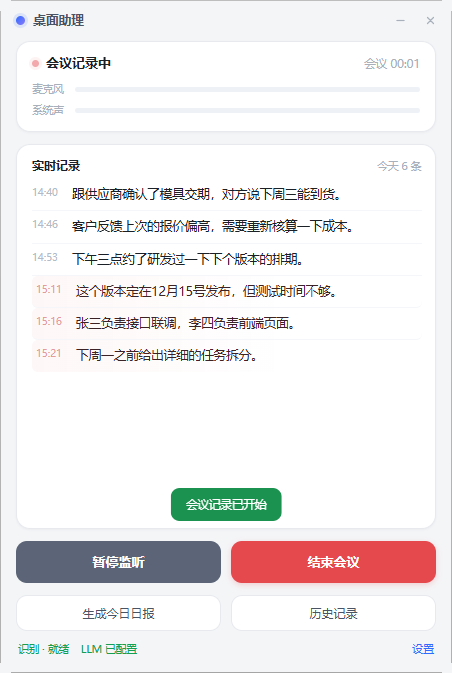 桌面助理
会议记录中 会议 00:01
麦克风
系统声
实时记录 今天 6 条
14:40 跟供应商确认了模具交期，对方说下周三能到货。
14:46 客户反馈上次的报价偏高，需要重新核算一下成本。
14:53 下午三点约了研发过一下下个版本的排期。
15:11 这个版本定在12月15号发布，但测试时间不够。
15:16 张三负责接口联调，李四负责前端页面。
15:21 下周一之前给出详细的任务拆分。
会议记录已开始
暂停监听 结束会议
生成今日日报 历史记录
识别 · 就绪 LLM 已配置 设置